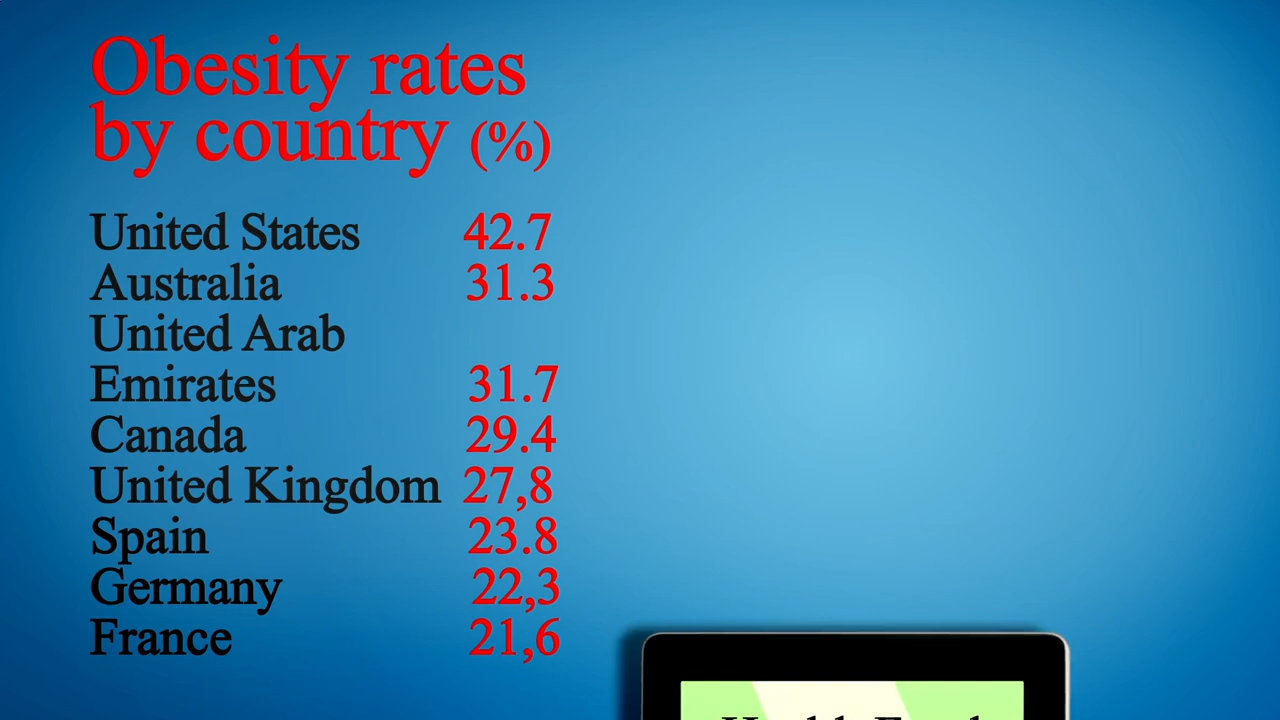 Obesity rates
by country (%)
United States 42.7
Australia 31.3
United Arab
Emirates 31.7
Canada 29.4
United Kingdom 27,8
Spain 23.8
Germany 22,3
France 21,6